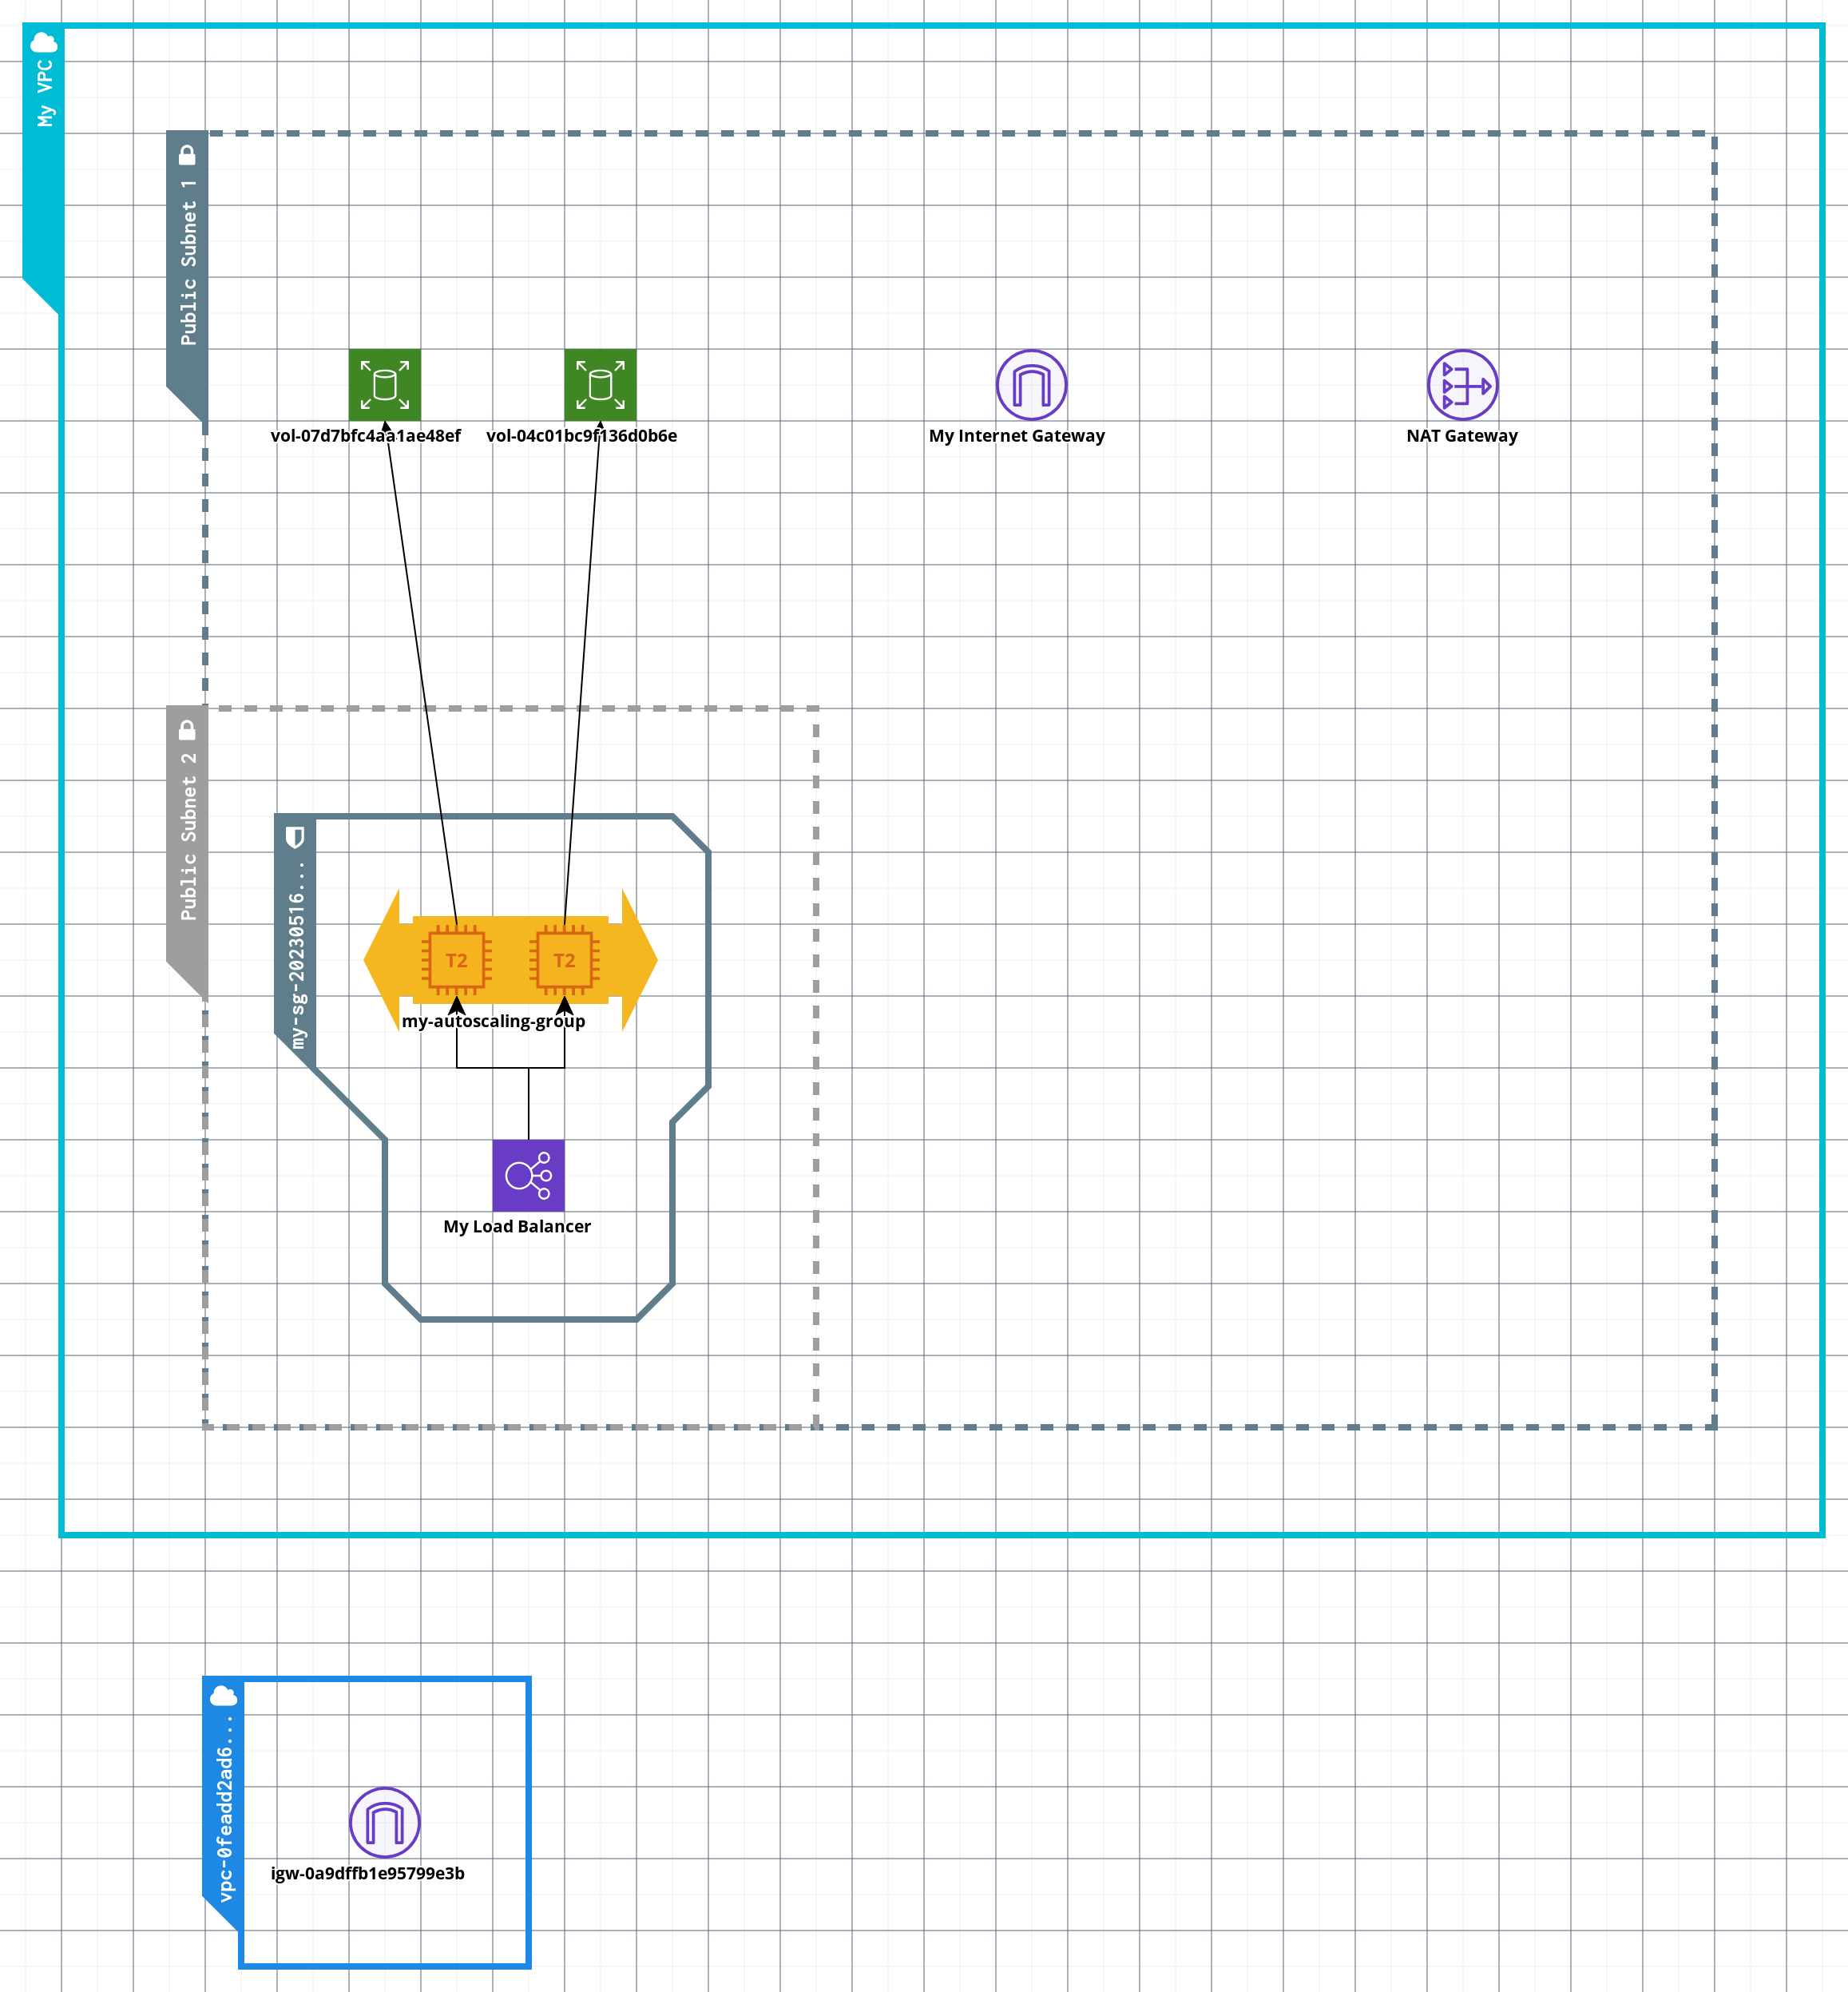 My VPC
Public Subnet 1
vol-07d7bfc4aa1ae48ef
vol-04c01bc9f136d0b6e
My Internet Gateway
NAT Gateway
Public Subnet 2
my-sg-20230516...
T2
T2
my-autoscaling-group
My Load Balancer
vpc-0feadd2ad6...
igw-0a9dffb1e95799e3b